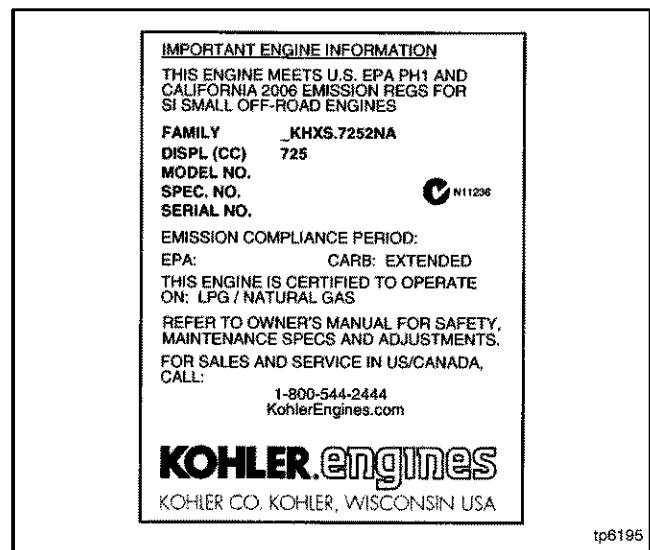 IMPORTANT ENGINE INFORMATION
THIS ENGINE MEETS U.S. EPA PH1 AND
CALIFORNIA 2006 EMISSION REGS FOR
SI SMALL OFF-ROAD ENGINES
FAMILY _KHXS.7252NA
DISPL (CC) 725
MODEL NO.
SPEC. NO.
N11236
SERIAL NO.
EMISSION COMPLIANCE PERIOD:
EPA: CARB: EXTENDED
THIS ENGINE IS CERTIFIED TO OPERATE
ON: LPG / NATURAL GAS
REFER TO OWNER'S MANUAL FOR SAFETY,
MAINTENANCE SPECS AND ADJUSTMENTS.
FOR SALES AND SERVICE IN US/CANADA,
CALL:
1-800-544-2444
KohlerEngines.com
KOHLER.engines
KOHLER CO. KOHLER, WISCONSIN USA
tp6195